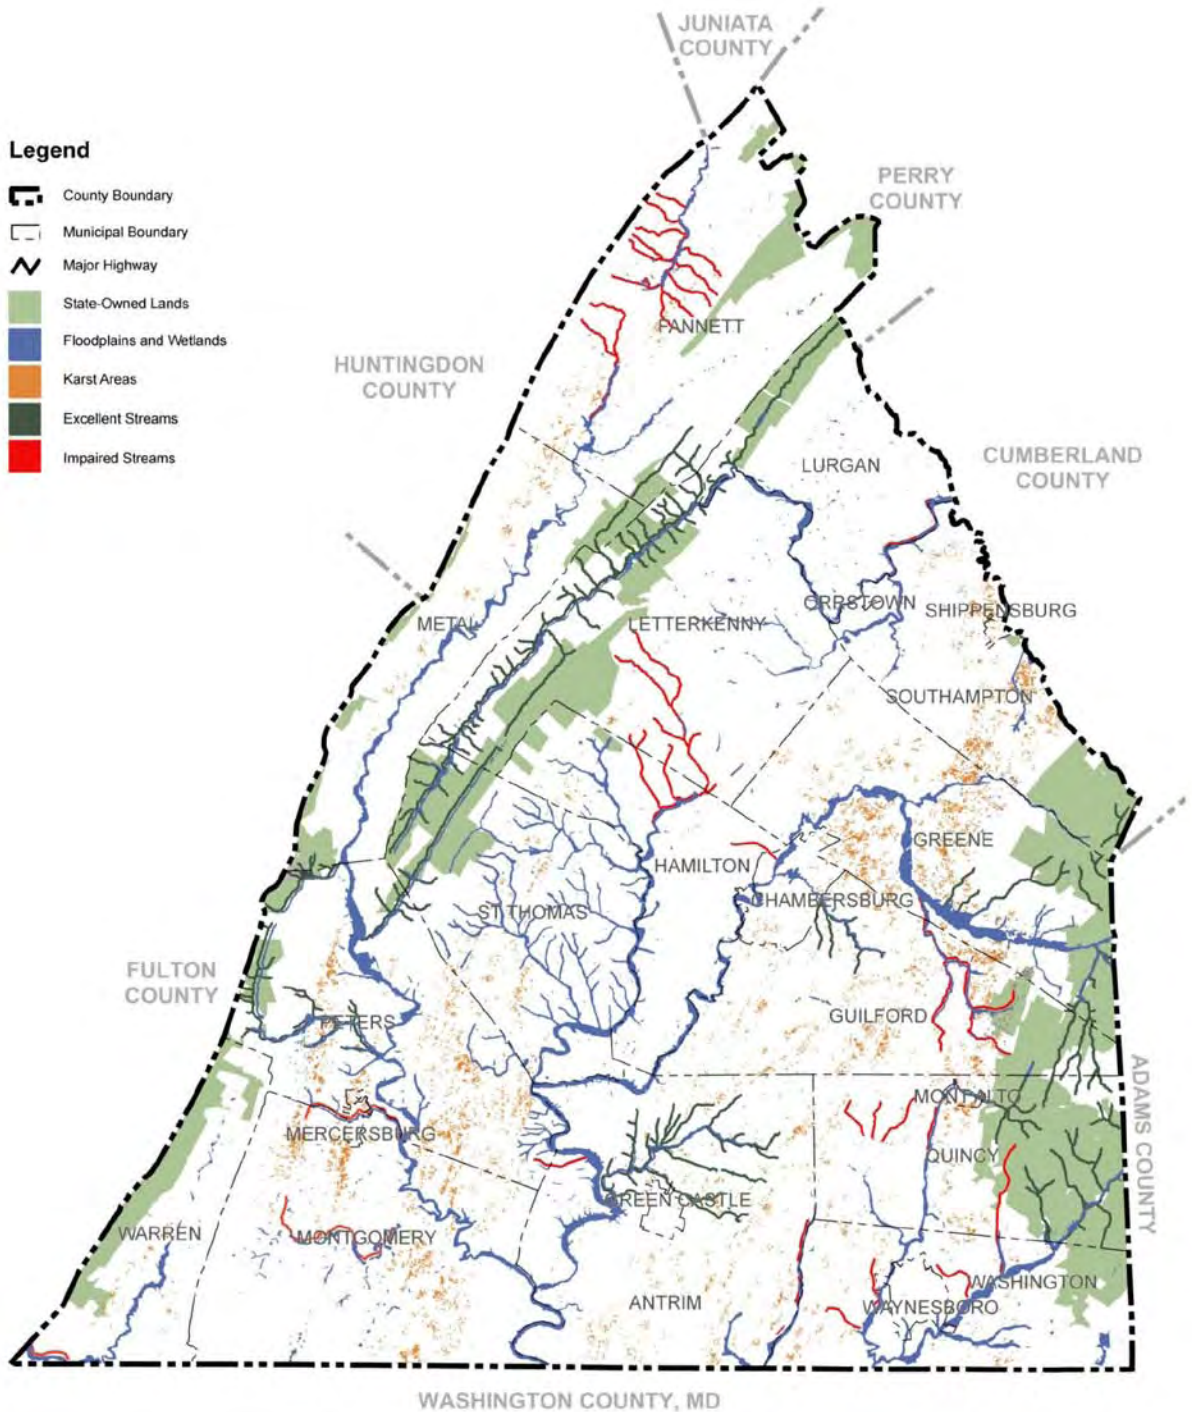 JUNIATA
COUNTY
Legend
County Boundary
Municipal Boundary
Major Highway
State-Owned Lands
Floodplains and Wetlands
Karst Areas
Excellent Streams
Impaired Streams
PERRY
COUNTY
FANNETT
HUNTINGDON
COUNTY
LURGAN
CUMBERLAND
COUNTY
ORRSTOWN
SHIPPENSBURG
METAL
LETTERKENNY
SOUTHAMPTON
GREENE
HAMILTON
CHAMBERSBURG
ST THOMAS
FULTON
COUNTY
PETERS
GUILFORD
ADAMS COUNTY
MONT ALTO
MERCERSBURG
QUINCY
GREEN CASTLE
WARREN
MONTGOMERY
WASHINGTON
ANTRIM
WAYNESBORO
WASHINGTON COUNTY, MD